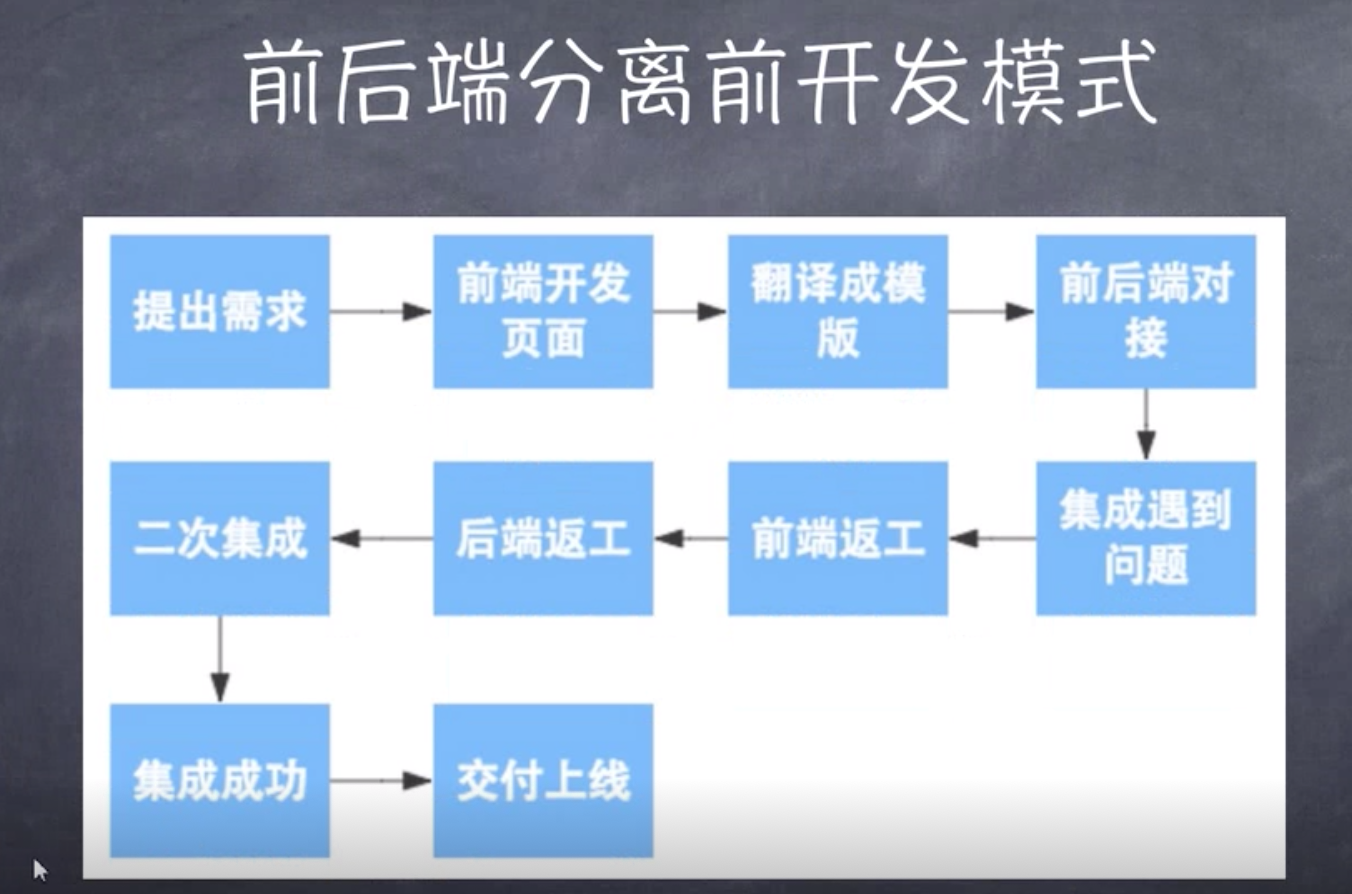 前后端分离前开发模式
提出需求
前端开发
页面
翻译成模
版
前后端对
接
集成遇到
问题
前端返工
后端返工
二次集成
集成成功
交付上线